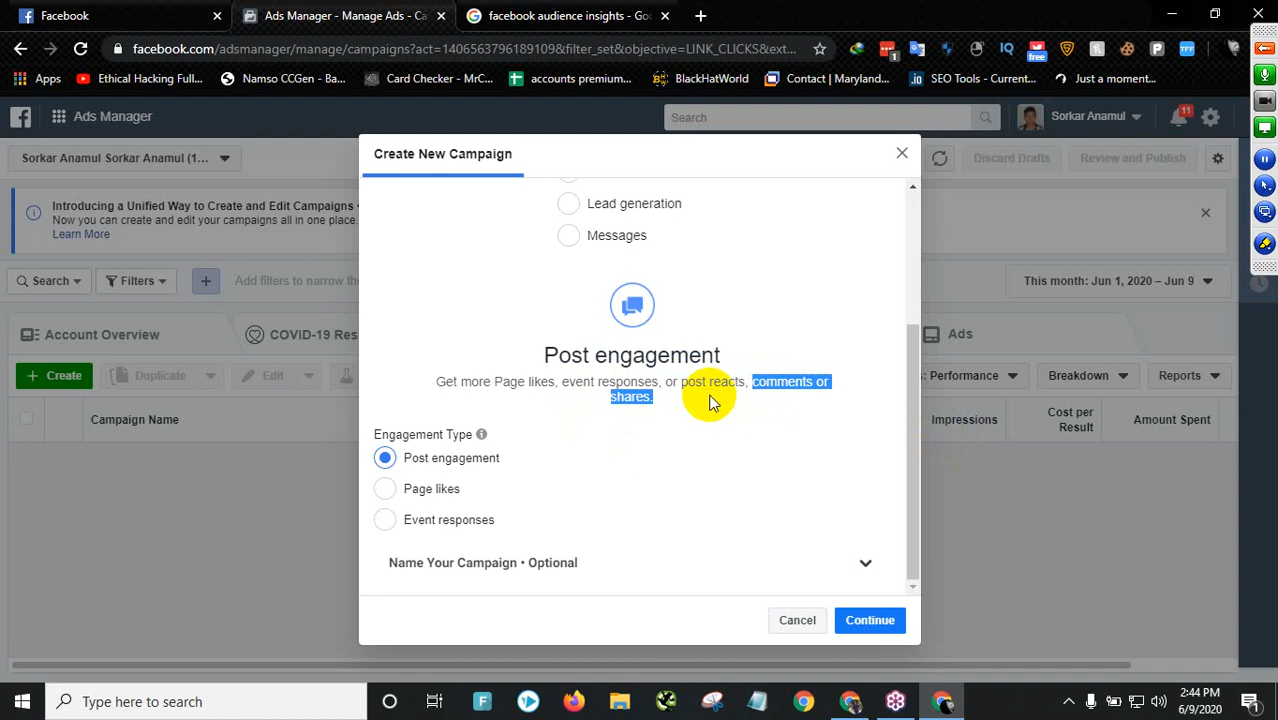 Facebook
Ads Manager - Manage Ads - Ca
facebook audience insights - Goo
facebook.com/adsmanager/manage/campaigns?act=1406563796189109&filter_set&objective=LINK_CLICKS&ext...
free
1
Apps
Ethical Hacking Full...
Namso CCGen - Ba...
Card Checker - MrC...
accounts premium...
BlackHatWorld
Contact | Maryland...
SEO Tools - Current...
Just a moment...
Ads Manager
Search
Sorkar Anamul
11
Sorkar Anamul Sorkar Anamul (1...
Create New Campaign
Discard Drafts
Review and Publish
Introducing a Unified Way to Create and Edit Campaigns •
Now you can create and edit your campaigns all in one place.
Learn More
Lead generation
Messages
Search
Filters
Add filters to narrow the
This month: Jun 1, 2020 – Jun 9
Account Overview
COVID-19 Res
Ads
Post engagement
Get more Page likes, event responses, or post reacts, comments or
shares.
Create
Duplicate
Edit
s: Performance
Breakdown
Reports
Campaign Name
Impressions
Cost per
Result
Amount Spent
Engagement Type
Post engagement
Page likes
Event responses
Name Your Campaign • Optional
Cancel
Continue
Type here to search
2:44 PM
6/9/2020
1